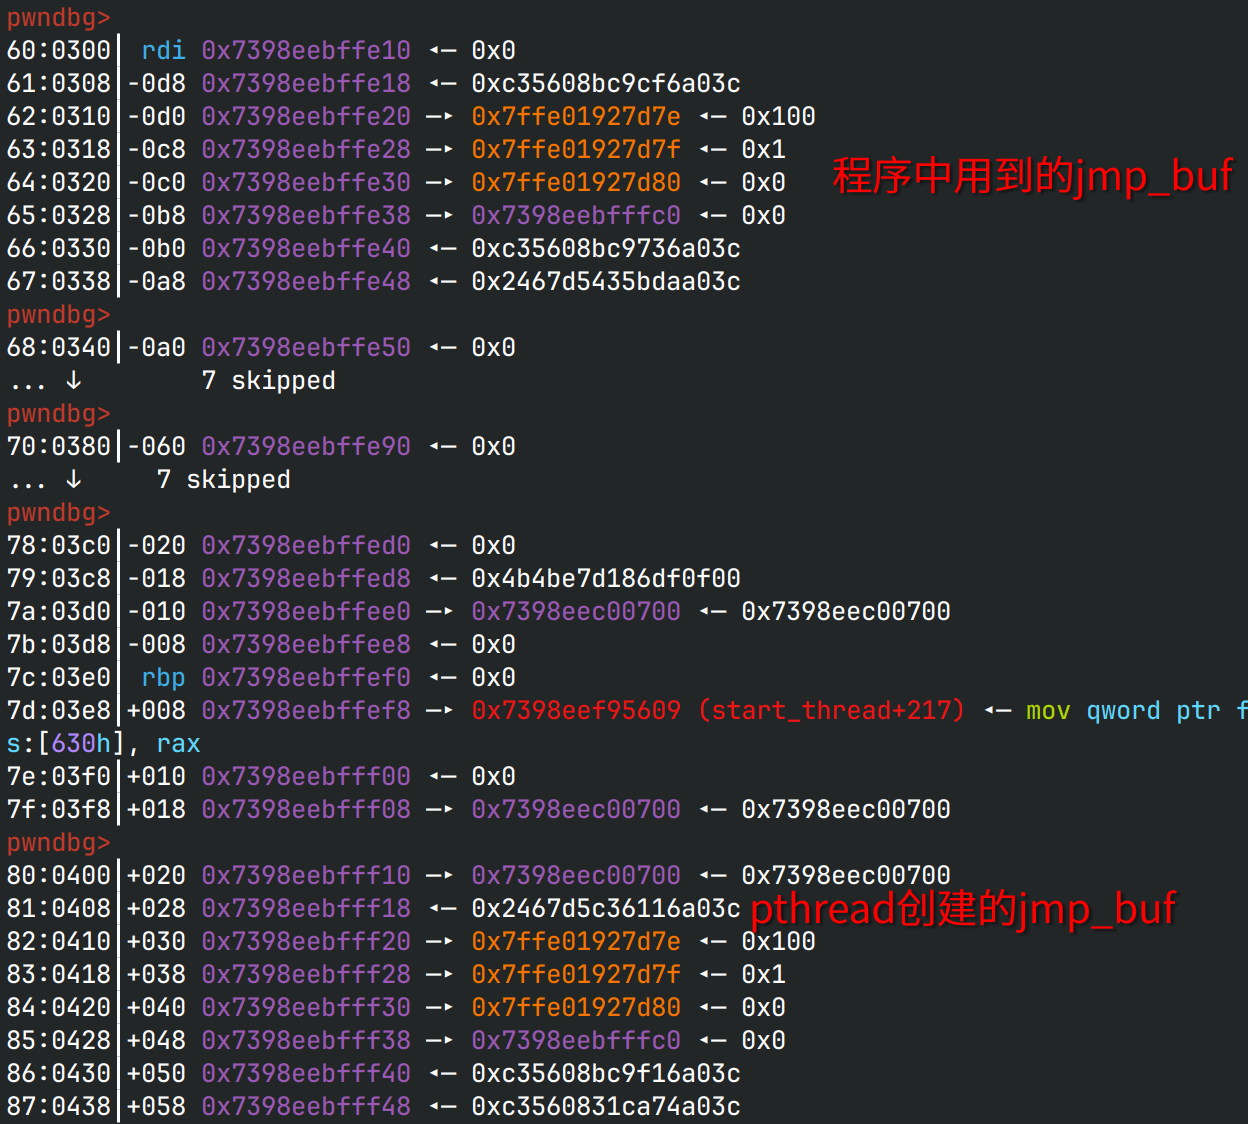 pwndbg>
60:0300│ rdi 0x7398eebffe10 ◂— 0x0
61:0308│-0d8 0x7398eebffe18 ◂— 0xc35608bc9cf6a03c
62:0310│-0d0 0x7398eebffe20 —▸ 0x7ffe01927d7e ◂— 0x100
63:0318│-0c8 0x7398eebffe28 —▸ 0x7ffe01927d7f ◂— 0x1
64:0320│-0c0 0x7398eebffe30 —▸ 0x7ffe01927d80 ◂— 0x0
程序中用到的jmp_buf
65:0328│-0b8 0x7398eebffe38 —▸ 0x7398eebfffc0 ◂— 0x0
66:0330│-0b0 0x7398eebffe40 ◂— 0xc35608bc9736a03c
67:0338│-0a8 0x7398eebffe48 ◂— 0x2467d5435bdaa03c
pwndbg>
68:0340│-0a0 0x7398eebffe50 ◂— 0x0
... ↓ 7 skipped
pwndbg>
70:0380│-060 0x7398eebffe90 ◂— 0x0
... ↓ 7 skipped
pwndbg>
78:03c0│-020 0x7398eebffed0 ◂— 0x0
79:03c8│-018 0x7398eebffed8 ◂— 0x4b4be7d186df0f00
7a:03d0│-010 0x7398eebffee0 —▸ 0x7398eec00700 ◂— 0x7398eec00700
7b:03d8│-008 0x7398eebffee8 ◂— 0x0
7c:03e0│ rbp 0x7398eebffef0 ◂— 0x0
7d:03e8│+008 0x7398eebffef8 —▸ 0x7398eef95609 (start_thread+217) ◂— mov qword ptr f
s:[630h], rax
7e:03f0│+010 0x7398eebfff00 ◂— 0x0
7f:03f8│+018 0x7398eebfff08 —▸ 0x7398eec00700 ◂— 0x7398eec00700
pwndbg>
80:0400│+020 0x7398eebfff10 —▸ 0x7398eec00700 ◂— 0x7398eec00700
81:0408│+028 0x7398eebfff18 ◂— 0x2467d5c36116a03c
pthread创建的jmp_buf
82:0410│+030 0x7398eebfff20 —▸ 0x7ffe01927d7e ◂— 0x100
83:0418│+038 0x7398eebfff28 —▸ 0x7ffe01927d7f ◂— 0x1
84:0420│+040 0x7398eebfff30 —▸ 0x7ffe01927d80 ◂— 0x0
85:0428│+048 0x7398eebfff38 —▸ 0x7398eebfffc0 ◂— 0x0
86:0430│+050 0x7398eebfff40 ◂— 0xc35608bc9f16a03c
87:0438│+058 0x7398eebfff48 ◂— 0xc3560831ca74a03c